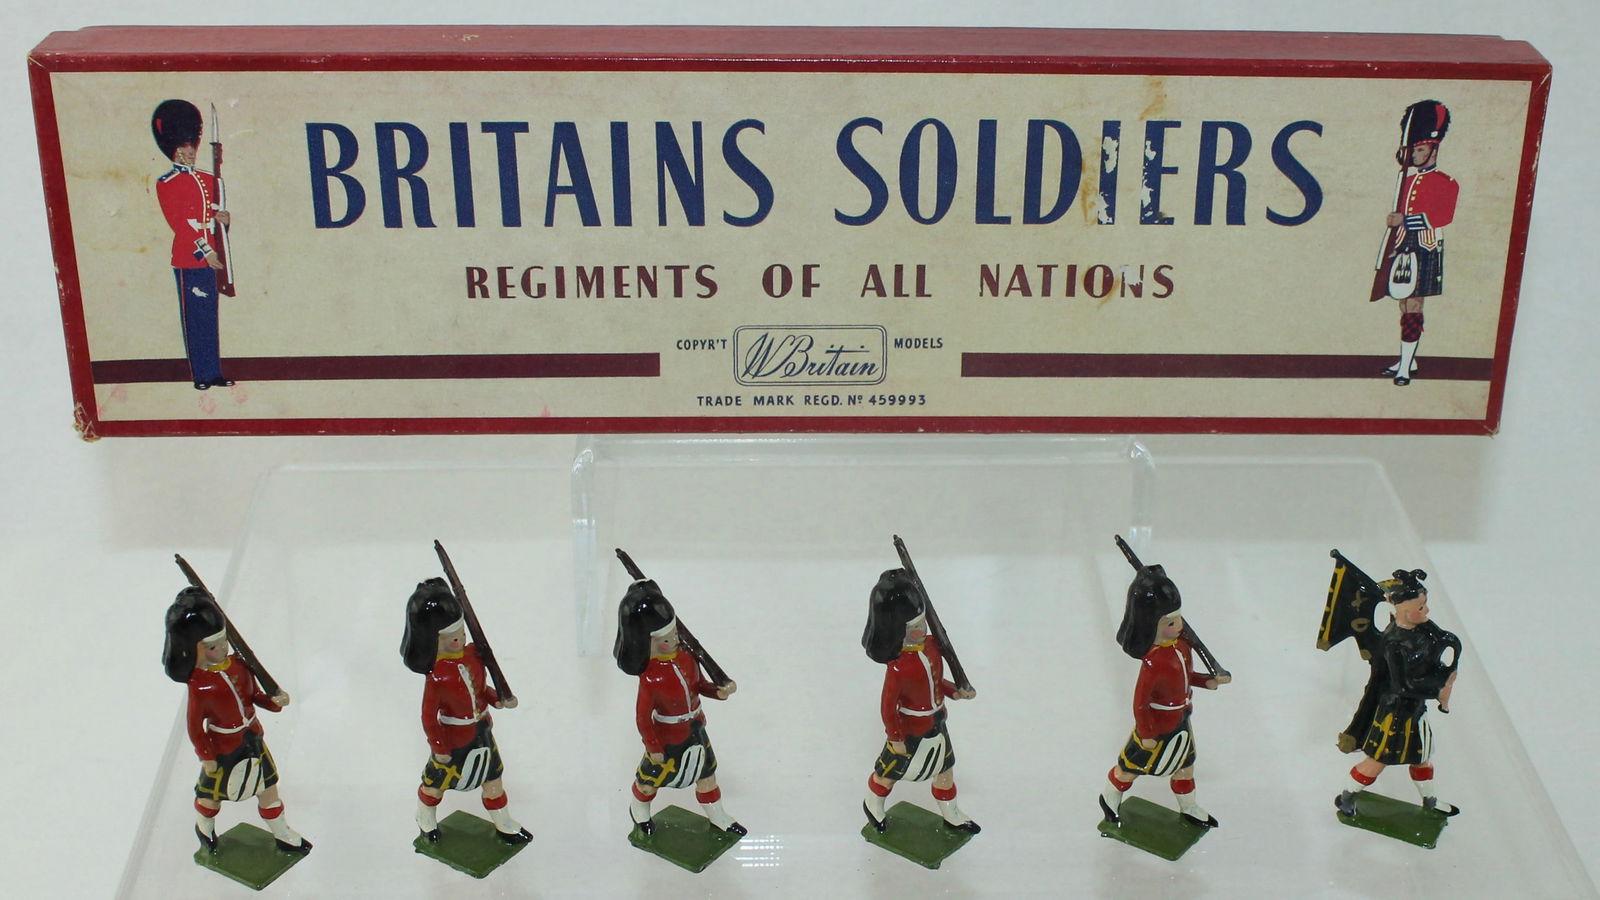 BRITAINS SOLDIERS
REGIMENTS OF ALL NATIONS
COPYR'T W Britain MODELS
TRADE MARK REGD. Nº 459993